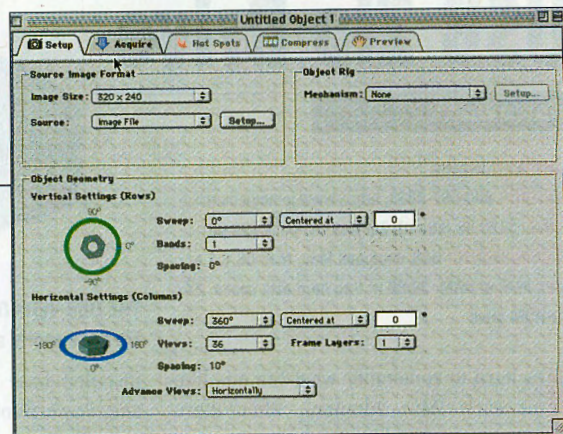 Untitled Object 1
Setup
Acquire
Hot Spots
Compress
Preview
Source Image Format
Image Size: 320 x 240
Source: Image File Setup...
Object Rig
Mechanism: None Setup...
Object Geometry
Vertical Settings (Rows)
90°
0°
-90°
Sweep: 0° Centered at 0 °
Bands: 1
Spacing: 0°
Horizontal Settings (Columns)
-180°
180°
0°
Sweep: 360° Centered at 0 °
Views: 36 Frame Layers: 1
Spacing: 10°
Advance Views: Horizontally